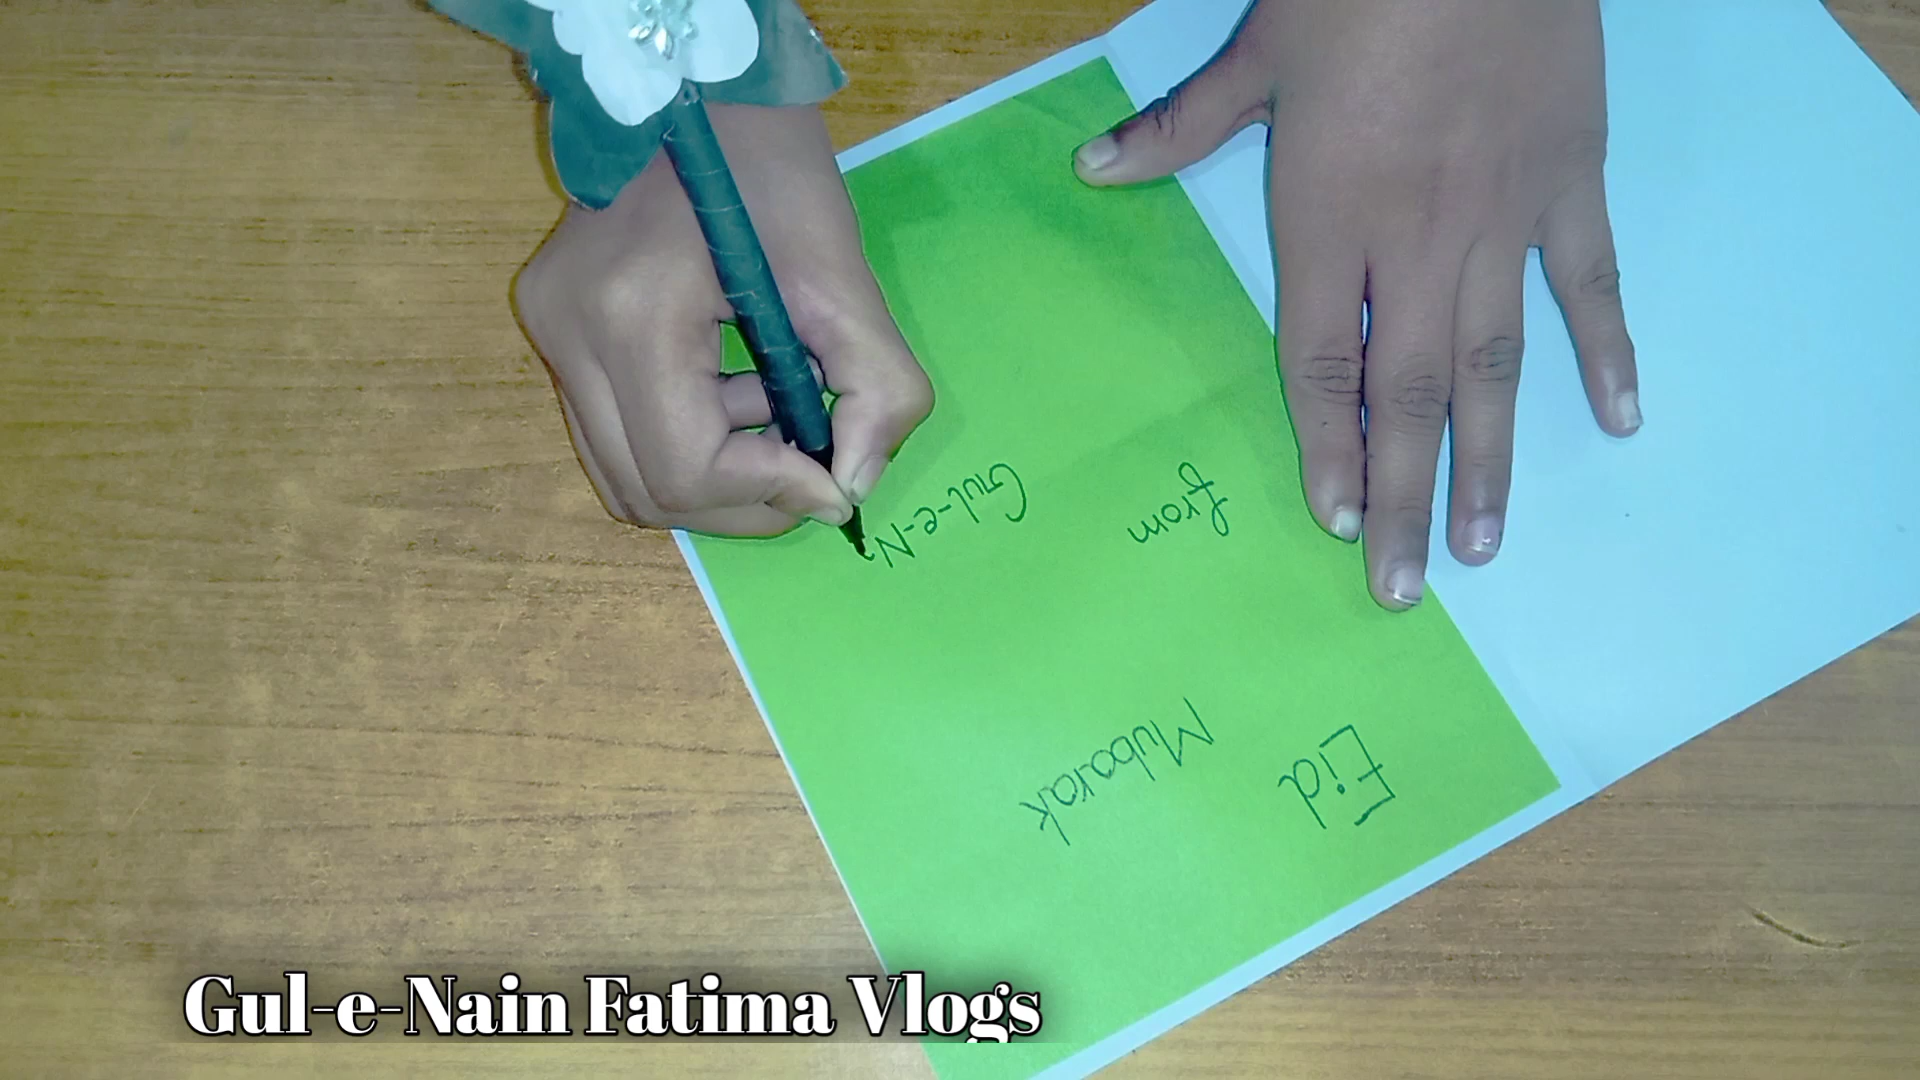 Eid
Mubarak
from
Gul-e-N
Gul-e-Nain Fatima Vlogs